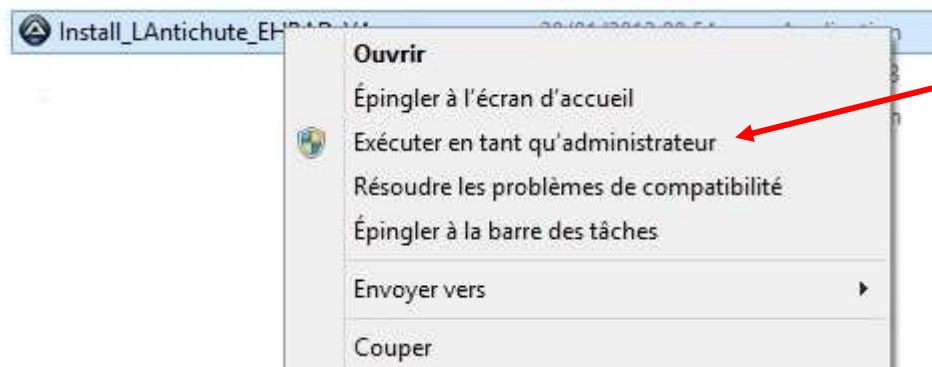 Install_LAntichute_EHPAD_V4
Ouvrir
Épingler à l'écran d'accueil
Exécuter en tant qu'administrateur
Résoudre les problèmes de compatibilité
Épingler à la barre des tâches
Envoyer vers
Couper